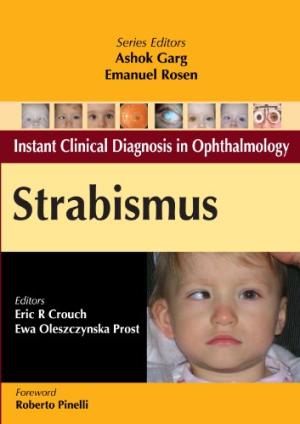 Series Editors
Ashok Garg
Emanuel Rosen
Instant Clinical Diagnosis in Ophthalmology
Strabismus
Editors
Eric R Crouch
Ewa Oleszczynska Prost
Foreword
Roberto Pinelli